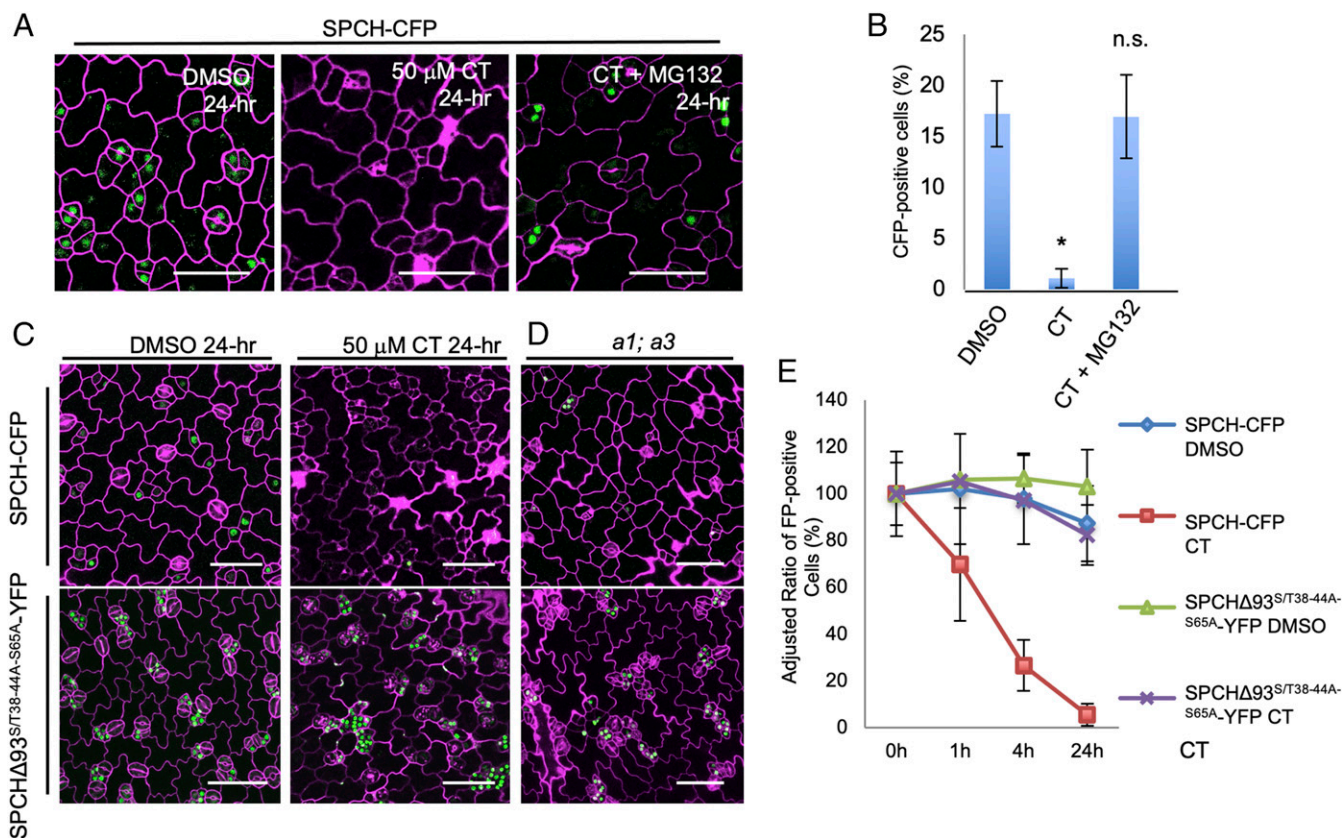 A
SPCH-CFP
DMSO
24-hr
50 μM CT
24-hr
CT + MG132
24-hr
B
CFP-positive cells (%)
25
20
15
10
5
0
n.s.
*
DMSO
CT
CT + MG132
C
DMSO 24-hr
50 μM CT 24-hr
D
a1; a3
SPCH-CFP
SPCHΔ93S/T38-44A-S65A-YFP
E
Adjusted Ratio of FP-positive
Cells (%)
140
120
100
80
60
40
20
0
0h
1h
4h
24h
CT
SPCH-CFP
DMSO
SPCH-CFP
CT
SPCHΔ93S/T38-44A-
S65A-YFP DMSO
SPCHΔ93S/T38-44A-
S65A-YFP CT